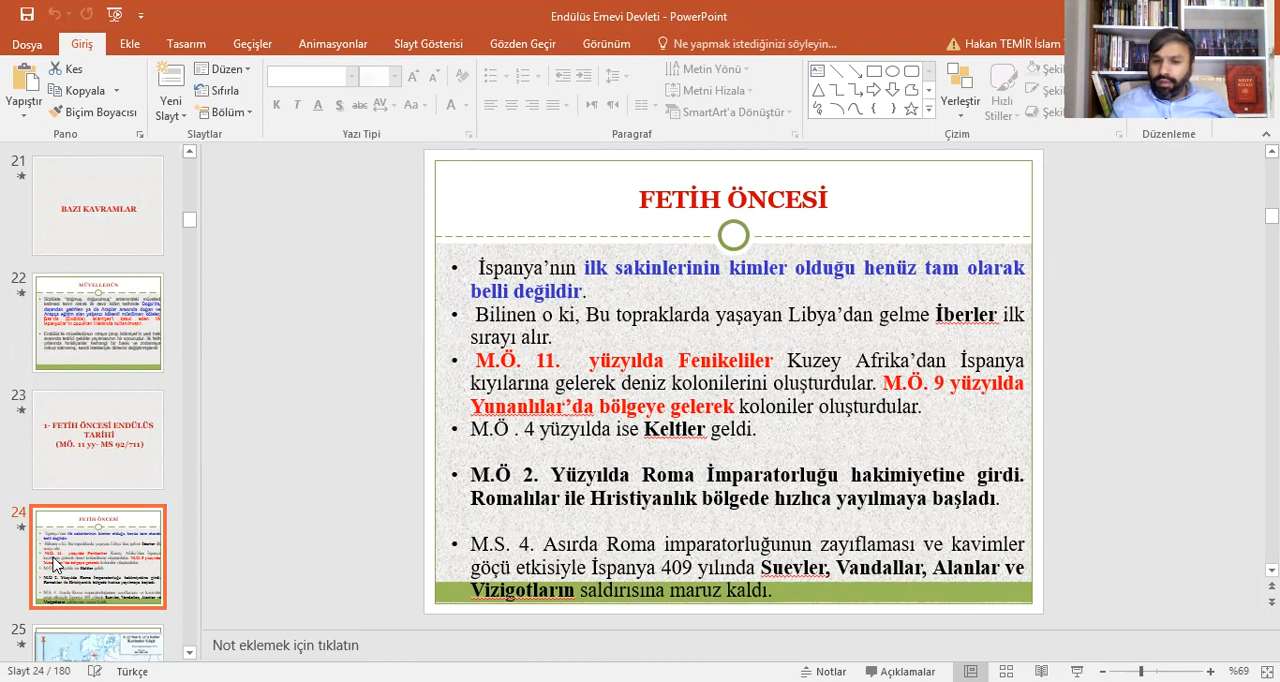 Endülüs Emevi Devleti - PowerPoint
Dosya
Giriş
Ekle
Tasarım
Geçişler
Animasyonlar
Slayt Gösterisi
Gözden Geçir
Görünüm
Ne yapmak istediğinizi söyleyin...
Hakan TEMİR İslam
Yapıştır
Kes
Kopyala
Biçim Boyacısı
Yeni
Slayt
Düzen
Sıfırla
Bölüm
K T A S abc AV Aa A
Metin Yönü
Metni Hizala
SmartArt'a Dönüştür
Yerleştir
Hızlı
Stiller
Şekil
Şekil
Şekil
Pano
Slaytlar
Yazı Tipi
Paragraf
Çizim
Düzenleme
21
BAZI KAVRAMLAR
22
MÜVELLEDÜN
23
1- FETİH ÖNCESİ ENDÜLÜS
TARİHİ
(MÖ. 11 yy- MS 92/711)
24
FETİH ÖNCESİ
25
FETİH ÖNCESİ
• İspanya’nın ilk sakinlerinin kimler olduğu henüz tam olarak
belli değildir.
• Bilinen o ki, Bu topraklarda yaşayan Libya’dan gelme İberler ilk
sırayı alır.
• M.Ö. 11. yüzyılda Fenikeliler Kuzey Afrika’dan İspanya
kıyılarına gelerek deniz kolonilerini oluşturdular. M.Ö. 9 yüzyılda
Yunanlılar’da bölgeye gelerek koloniler oluşturdular.
• M.Ö . 4 yüzyılda ise Keltler geldi.
• M.Ö 2. Yüzyılda Roma İmparatorluğu hakimiyetine girdi.
Romalılar ile Hristiyanlık bölgede hızlıca yayılmaya başladı.
• M.S. 4. Asırda Roma imparatorluğunun zayıflaması ve kavimler
göçü etkisiyle İspanya 409 yılında Suevler, Vandallar, Alanlar ve
Vizigotların saldırısına maruz kaldı.
Not eklemek için tıklatın
Slayt 24 / 180
Türkçe
Notlar
Açıklamalar
%69